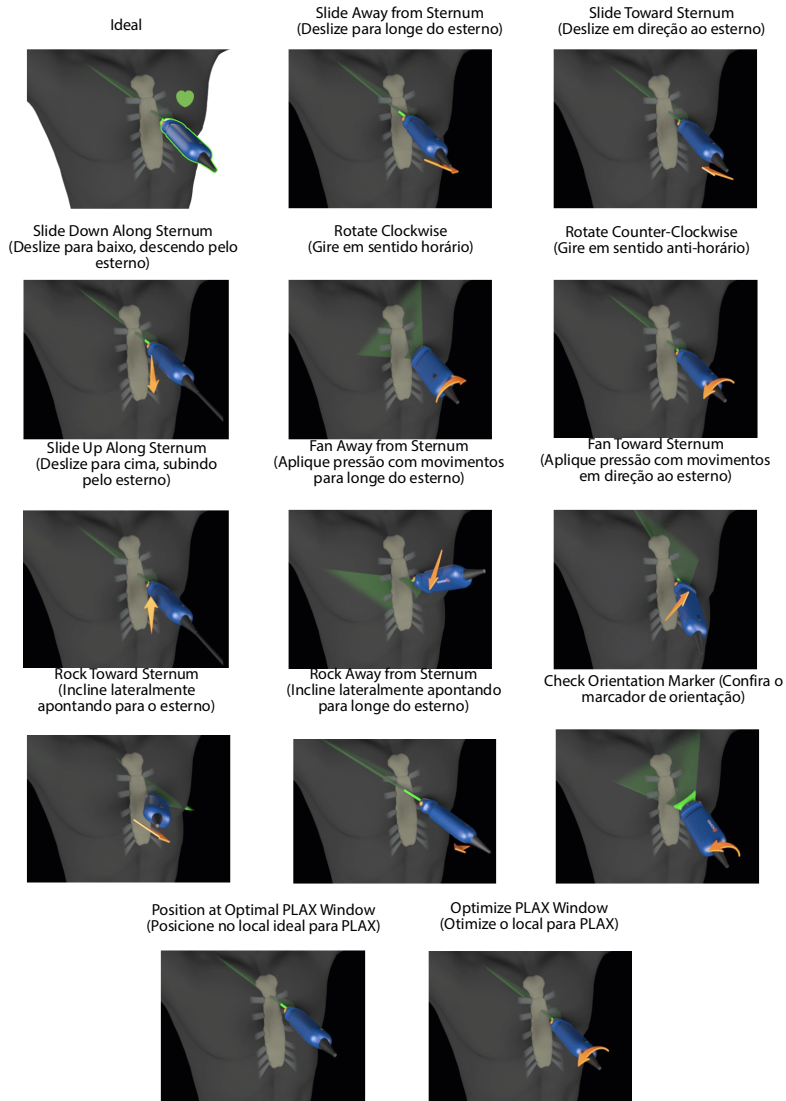 Ideal
Slide Away from Sternum
(Deslize para longe do esterno)
Slide Toward Sternum
(Deslize em direção ao esterno)
Slide Down Along Sternum
(Deslize para baixo, descendo pelo
esterno)
Rotate Clockwise
(Gire em sentido horário)
Rotate Counter-Clockwise
(Gire em sentido anti-horário)
Slide Up Along Sternum
(Deslize para cima, subindo
pelo esterno)
Fan Away from Sternum
(Aplique pressão com movimentos
para longe do esterno)
Fan Toward Sternum
(Aplique pressão com movimentos
em direção ao esterno)
Rock Toward Sternum
(Incline lateralmente
apontando para o esterno)
Rock Away from Sternum
(Incline lateralmente apontando
para longe do esterno)
Check Orientation Marker (Confira o
marcador de orientação)
Position at Optimal PLAX Window
(Posicione no local ideal para PLAX)
Optimize PLAX Window
(Otimize o local para PLAX)